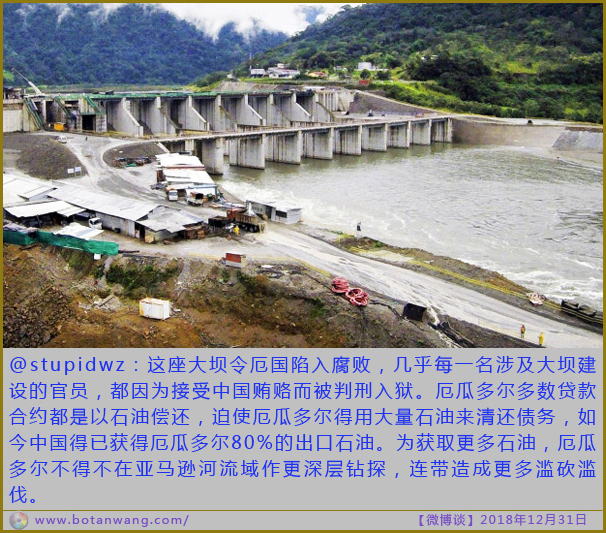 @stupidwz：这座大坝令厄国陷入腐败，几乎每一名涉及大坝建
设的官员，都因为接受中国贿赂而被判刑入狱。厄瓜多尔多数贷款
合约都是以石油偿还，迫使厄瓜多尔得用大量石油来清还债务，如
今中国得已获得厄瓜多尔80%的出口石油。为获取更多石油，厄瓜
多尔不得不在亚马逊河流域作更深层钻探，连带造成更多滥砍滥
伐。
www.botanwang.com/
【微博谈】2018年12月31日